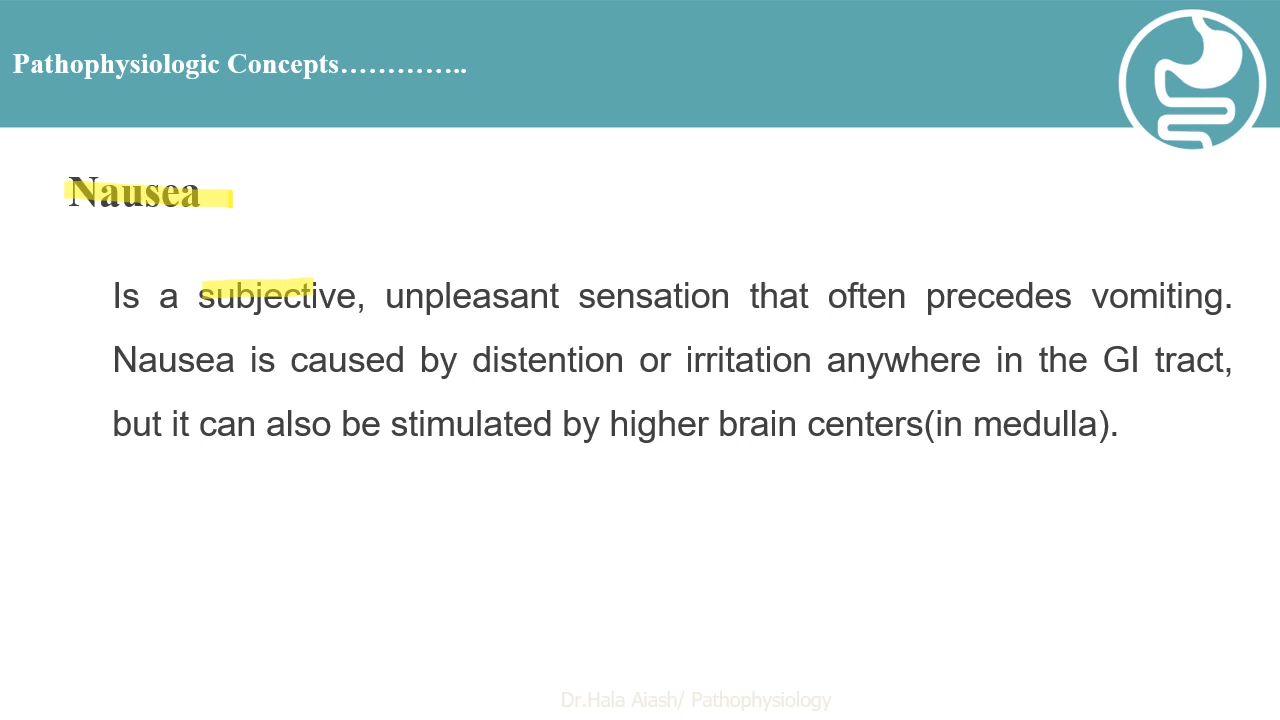 Pathophysiologic Concepts…………..
Nausea
Is a subjective, unpleasant sensation that often precedes vomiting.
Nausea is caused by distention or irritation anywhere in the GI tract,
but it can also be stimulated by higher brain centers(in medulla).
Dr.Hala Aiash/ Pathophysiology